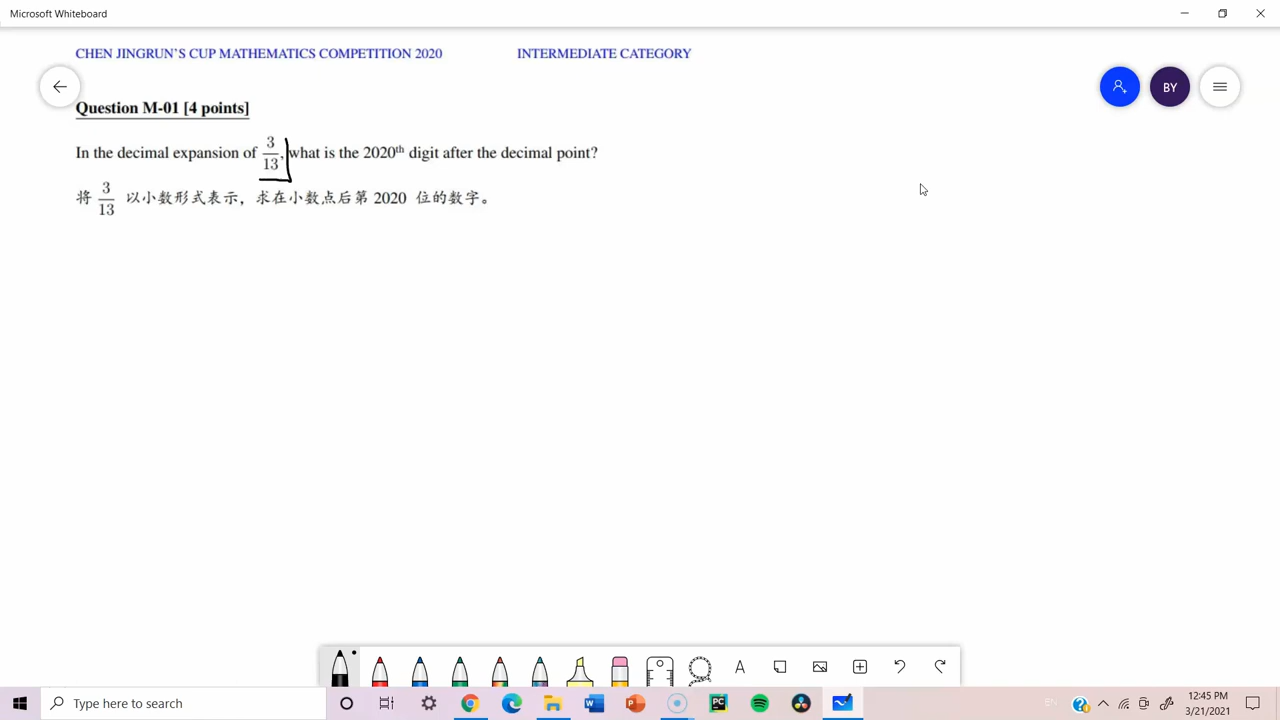 Microsoft Whiteboard
CHEN JINGRUN'S CUP MATHEMATICS COMPETITION 2020 INTERMEDIATE CATEGORY
BY
Question M-01 [4 points]
In the decimal expansion of 3/13, what is the 2020th digit after the decimal point?
将 3/13 以小数形式表示，求在小数点后第 2020 位的数字。
A
Type here to search
PC
W
P
EN
12:45 PM
3/21/2021